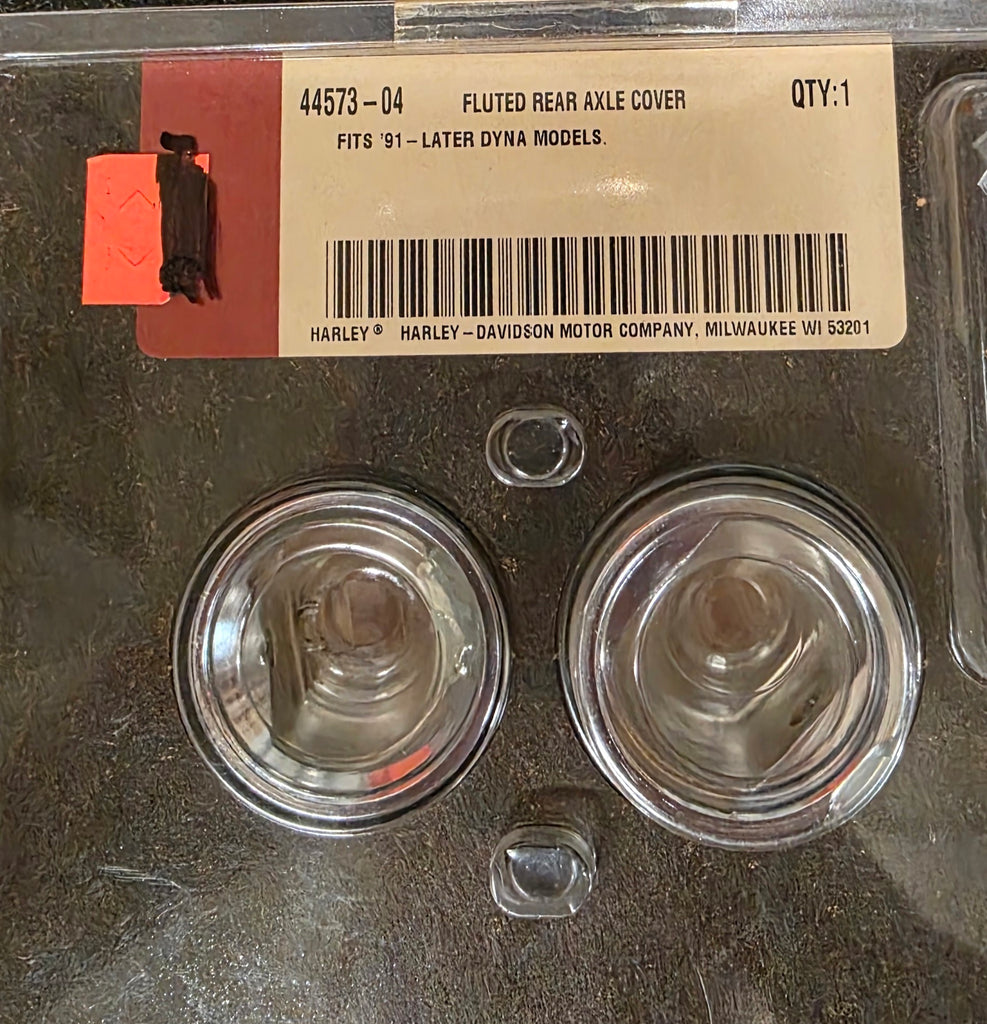 44573-04 FLUTED REAR AXLE COVER QTY:1
FITS '91-LATER DYNA MODELS.
HARLEY® HARLEY-DAVIDSON MOTOR COMPANY, MILWAUKEE WI 53201